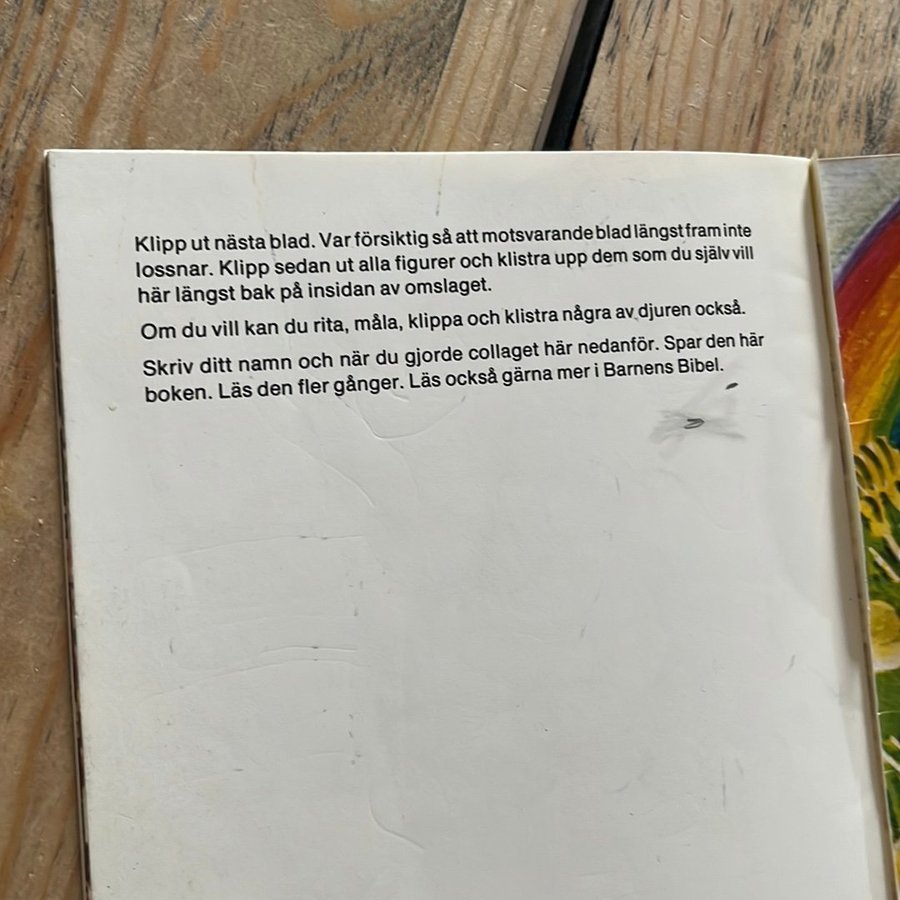 Klipp ut nästa blad. Var försiktig så att motsvarande blad längst fram inte
lossnar. Klipp sedan ut alla figurer och klistra upp dem som du själv vill
här längst bak på insidan av omslaget.
Om du vill kan du rita, måla, klippa och klistra några av djuren också.
Skriv ditt namn och när du gjorde collaget här nedanför. Spar den här
boken. Läs den fler gånger. Läs också gärna mer i Barnens Bibel.